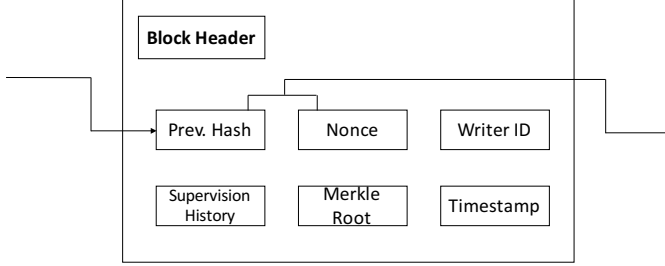 Block Header
Prev. Hash
Nonce
Writer ID
Supervision
History
Merkle
Root
Timestamp